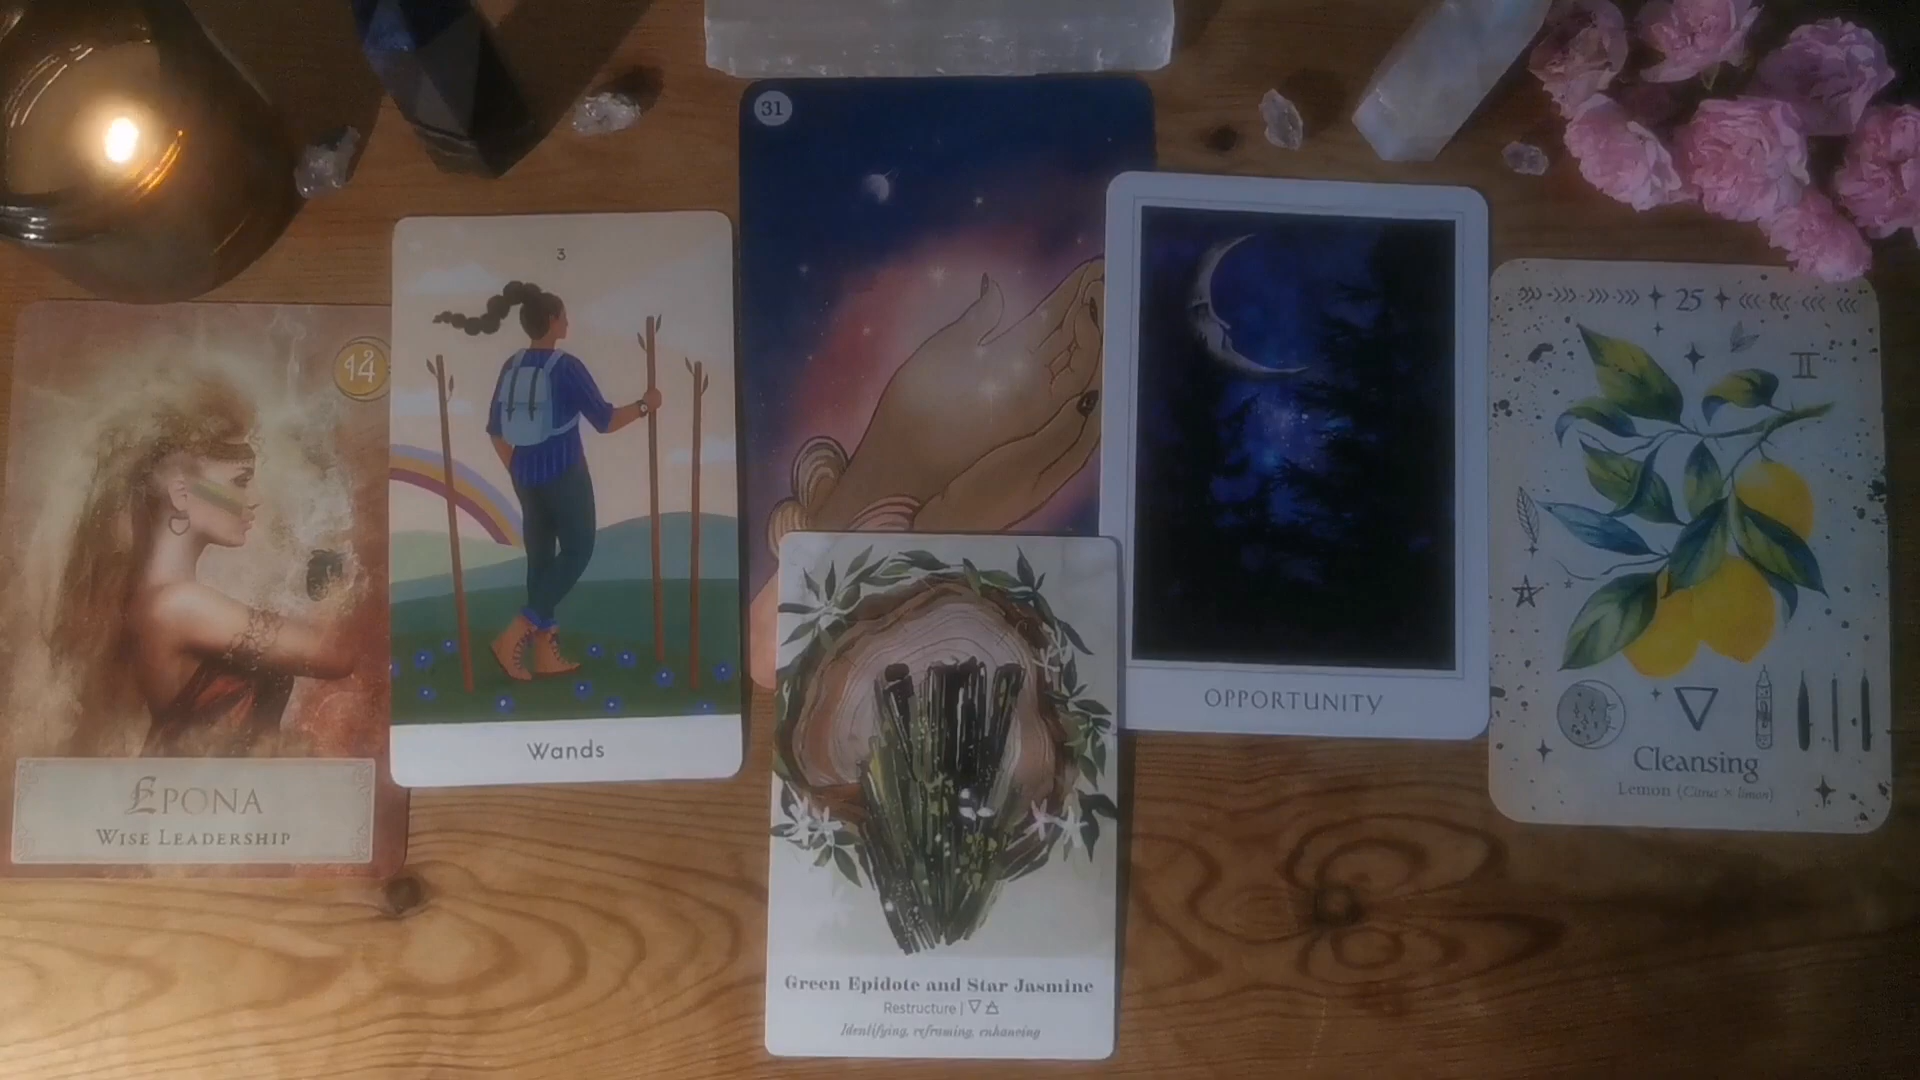 14
EPONA
WISE LEADERSHIP
3
Wands
31
Green Epidote and Star Jasmine
Restructure |
Identifying, reframing, enhancing
OPPORTUNITY
25
Cleansing
Lemon (Citrus × limon)